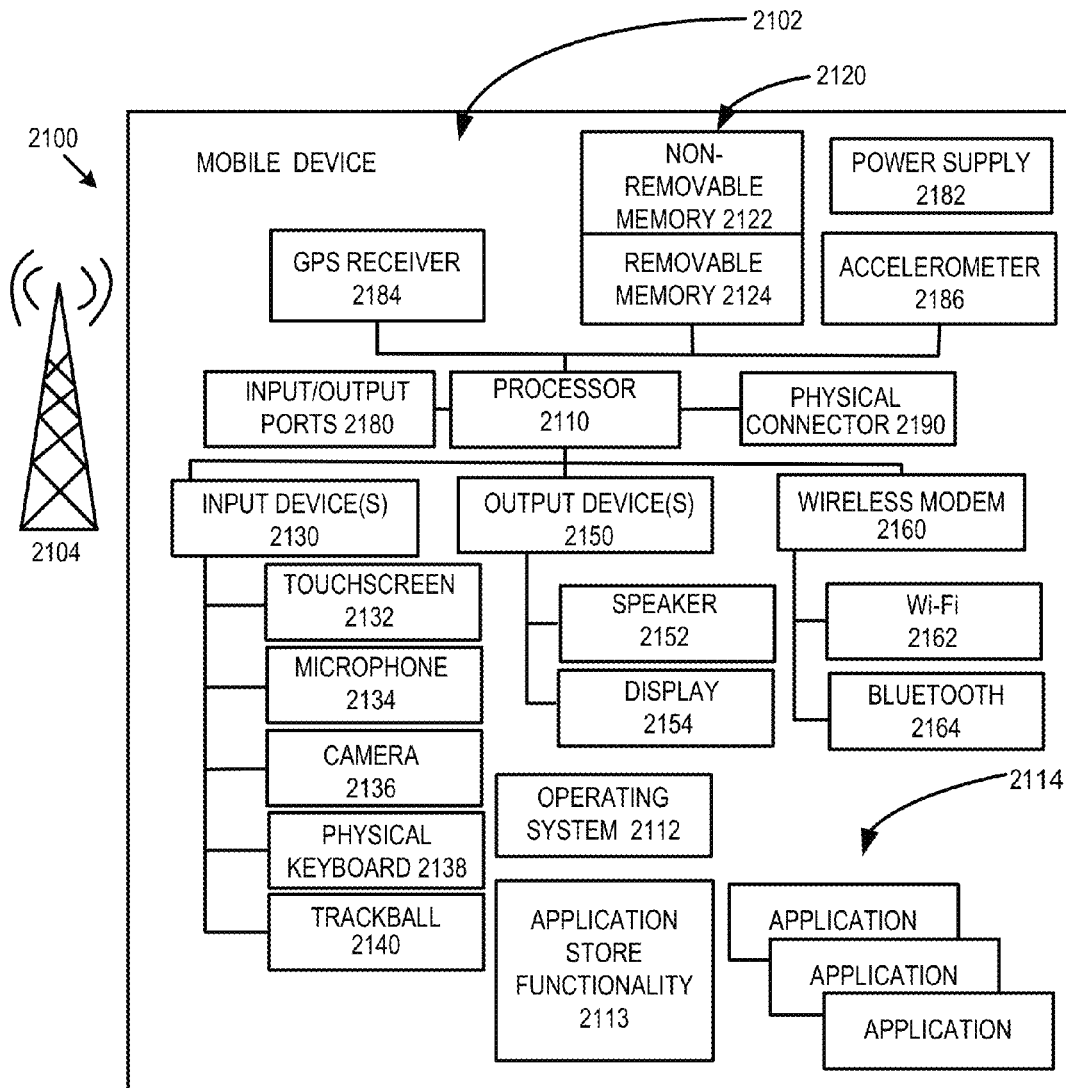 2102
2120
2100
MOBILE DEVICE
NON-
REMOVABLE
MEMORY 2122
POWER SUPPLY
2182
GPS RECEIVER
2184
REMOVABLE
MEMORY 2124
ACCELEROMETER
2186
INPUT/OUTPUT
PORTS 2180
PROCESSOR
2110
PHYSICAL
CONNECTOR 2190
2104
INPUT DEVICE(S)
2130
OUTPUT DEVICE(S)
2150
WIRELESS MODEM
2160
TOUCHSCREEN
2132
SPEAKER
2152
Wi-Fi
2162
MICROPHONE
2134
DISPLAY
2154
BLUETOOTH
2164
CAMERA
2136
OPERATING
SYSTEM 2112
2114
PHYSICAL
KEYBOARD 2138
TRACKBALL
2140
APPLICATION
STORE
FUNCTIONALITY
2113
APPLICATION
APPLICATION
APPLICATION